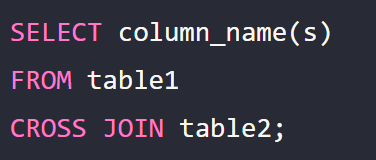 SELECT column_name(s)
FROM table1
CROSS JOIN table2;